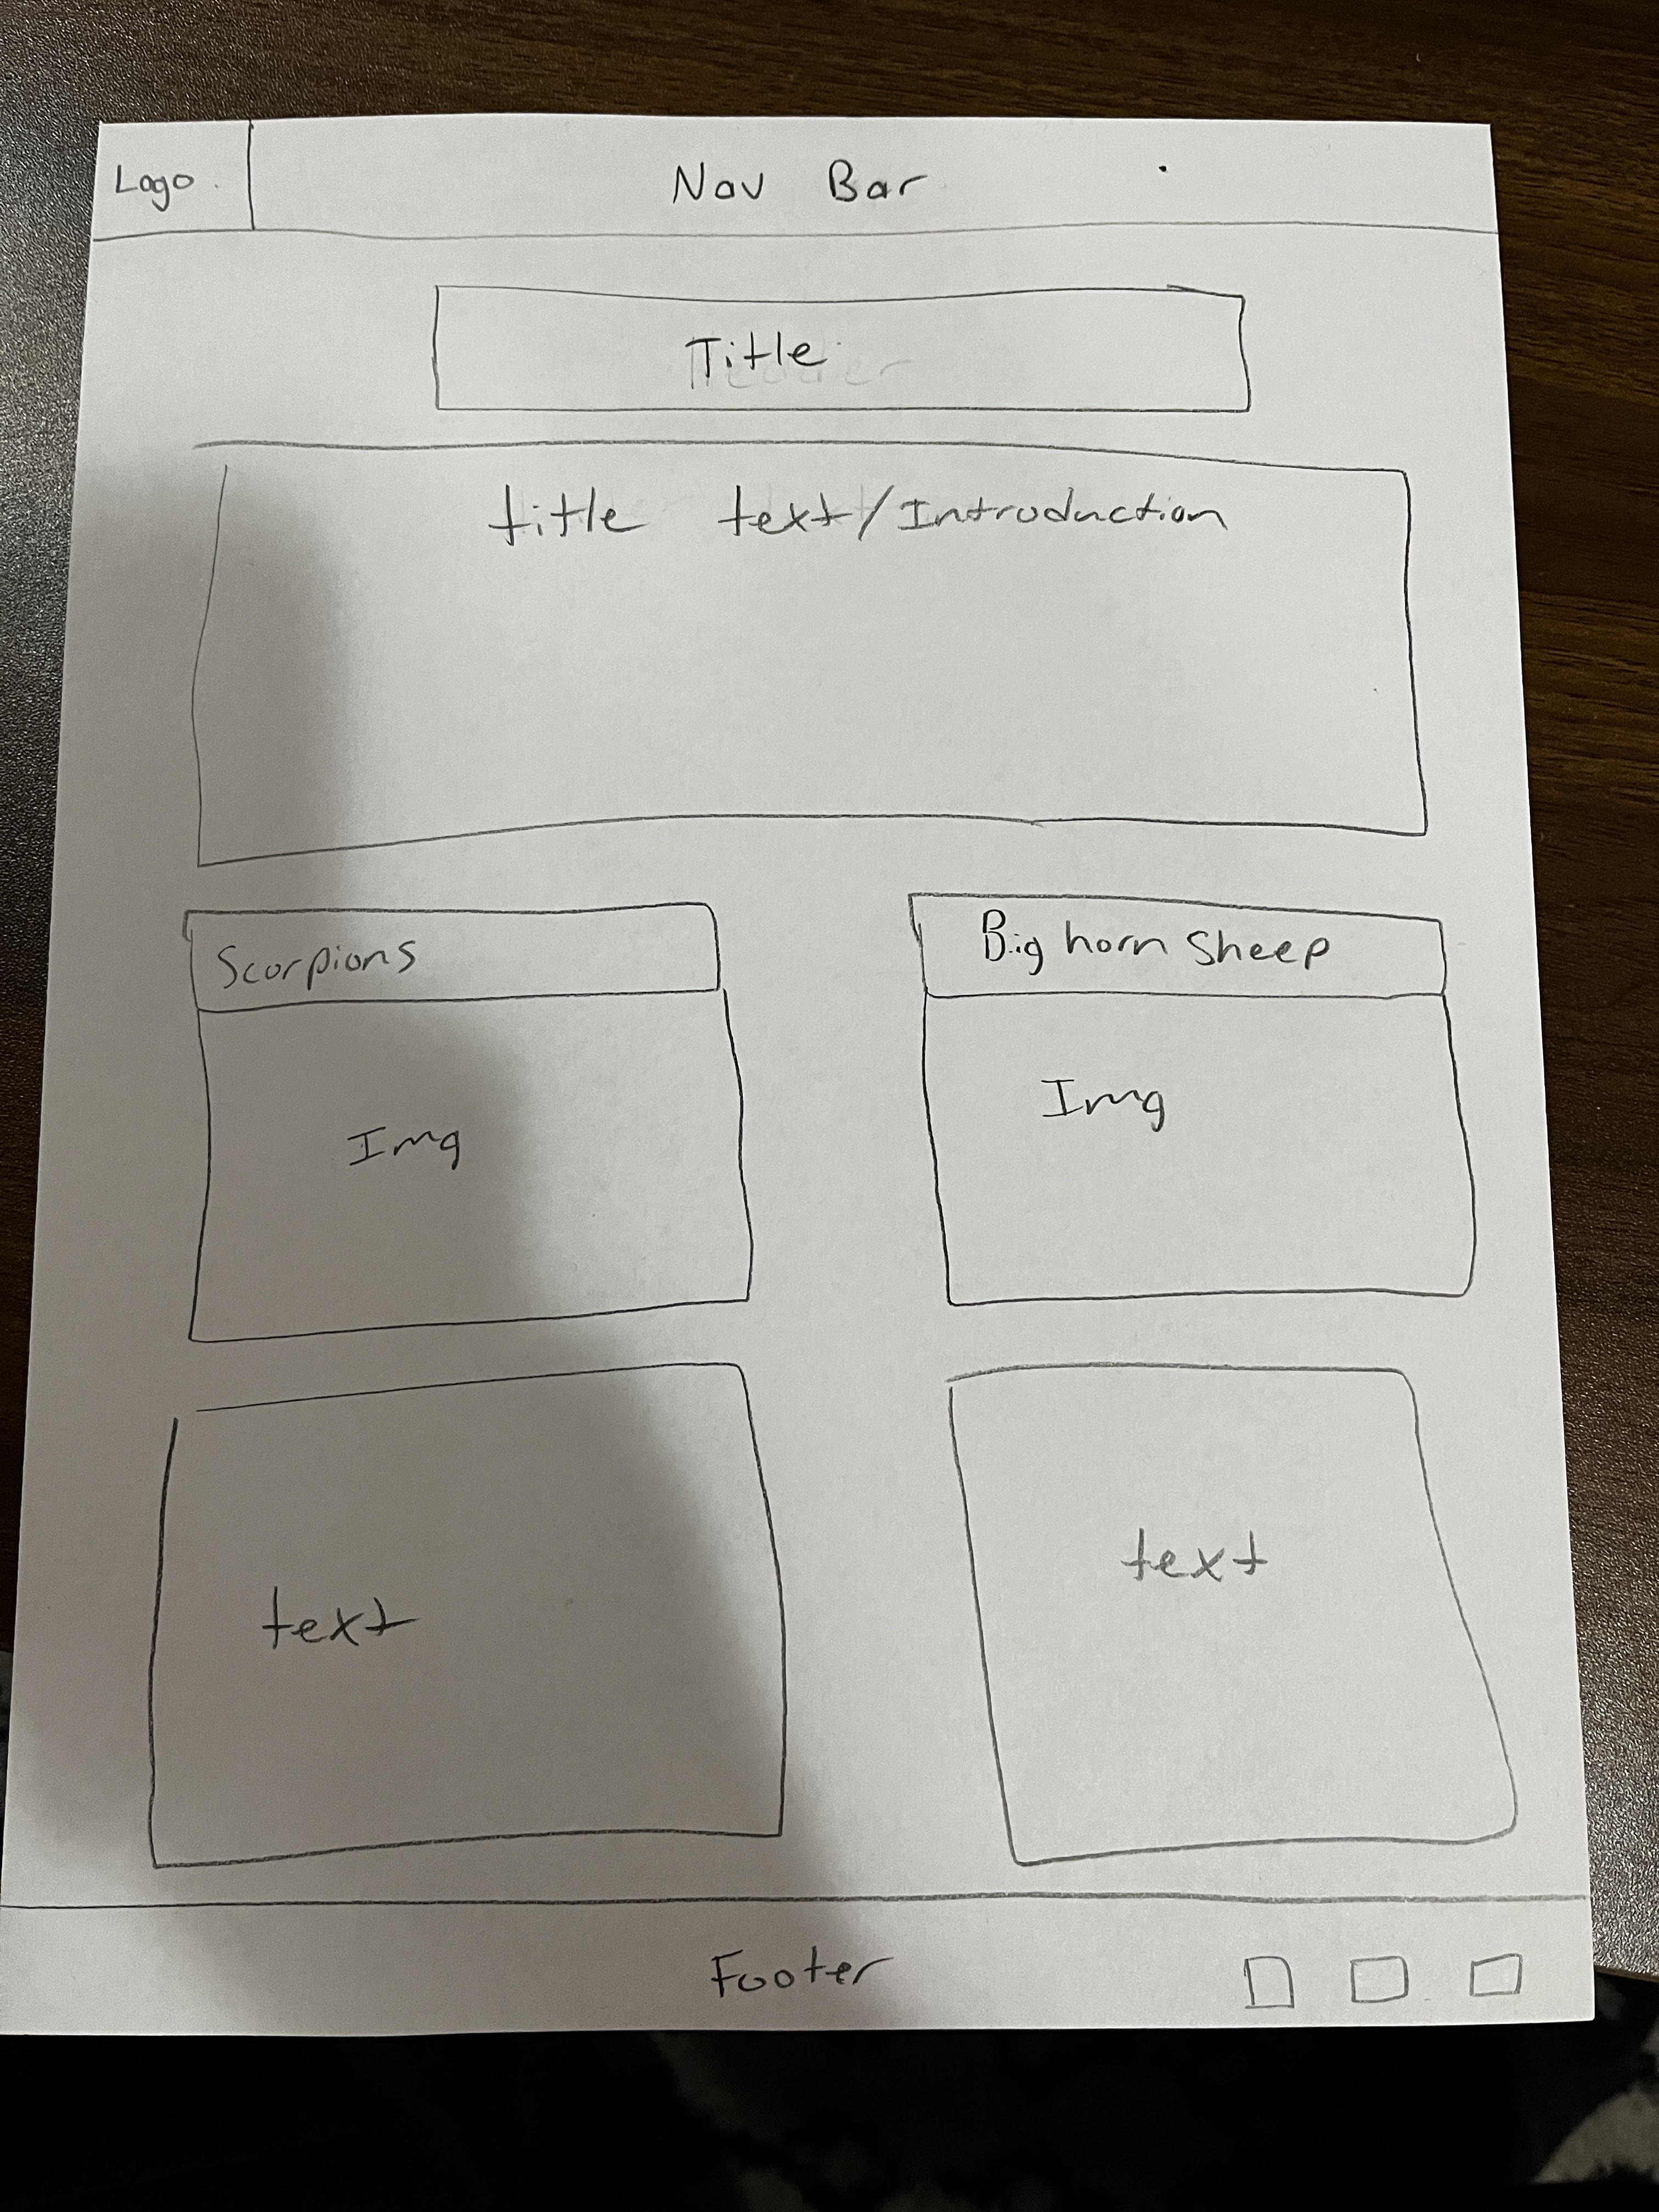 Logo
Nav Bar
Title
title text/Introduction
Scorpions
Big horn Sheep
Img
Img
text
text
Footer